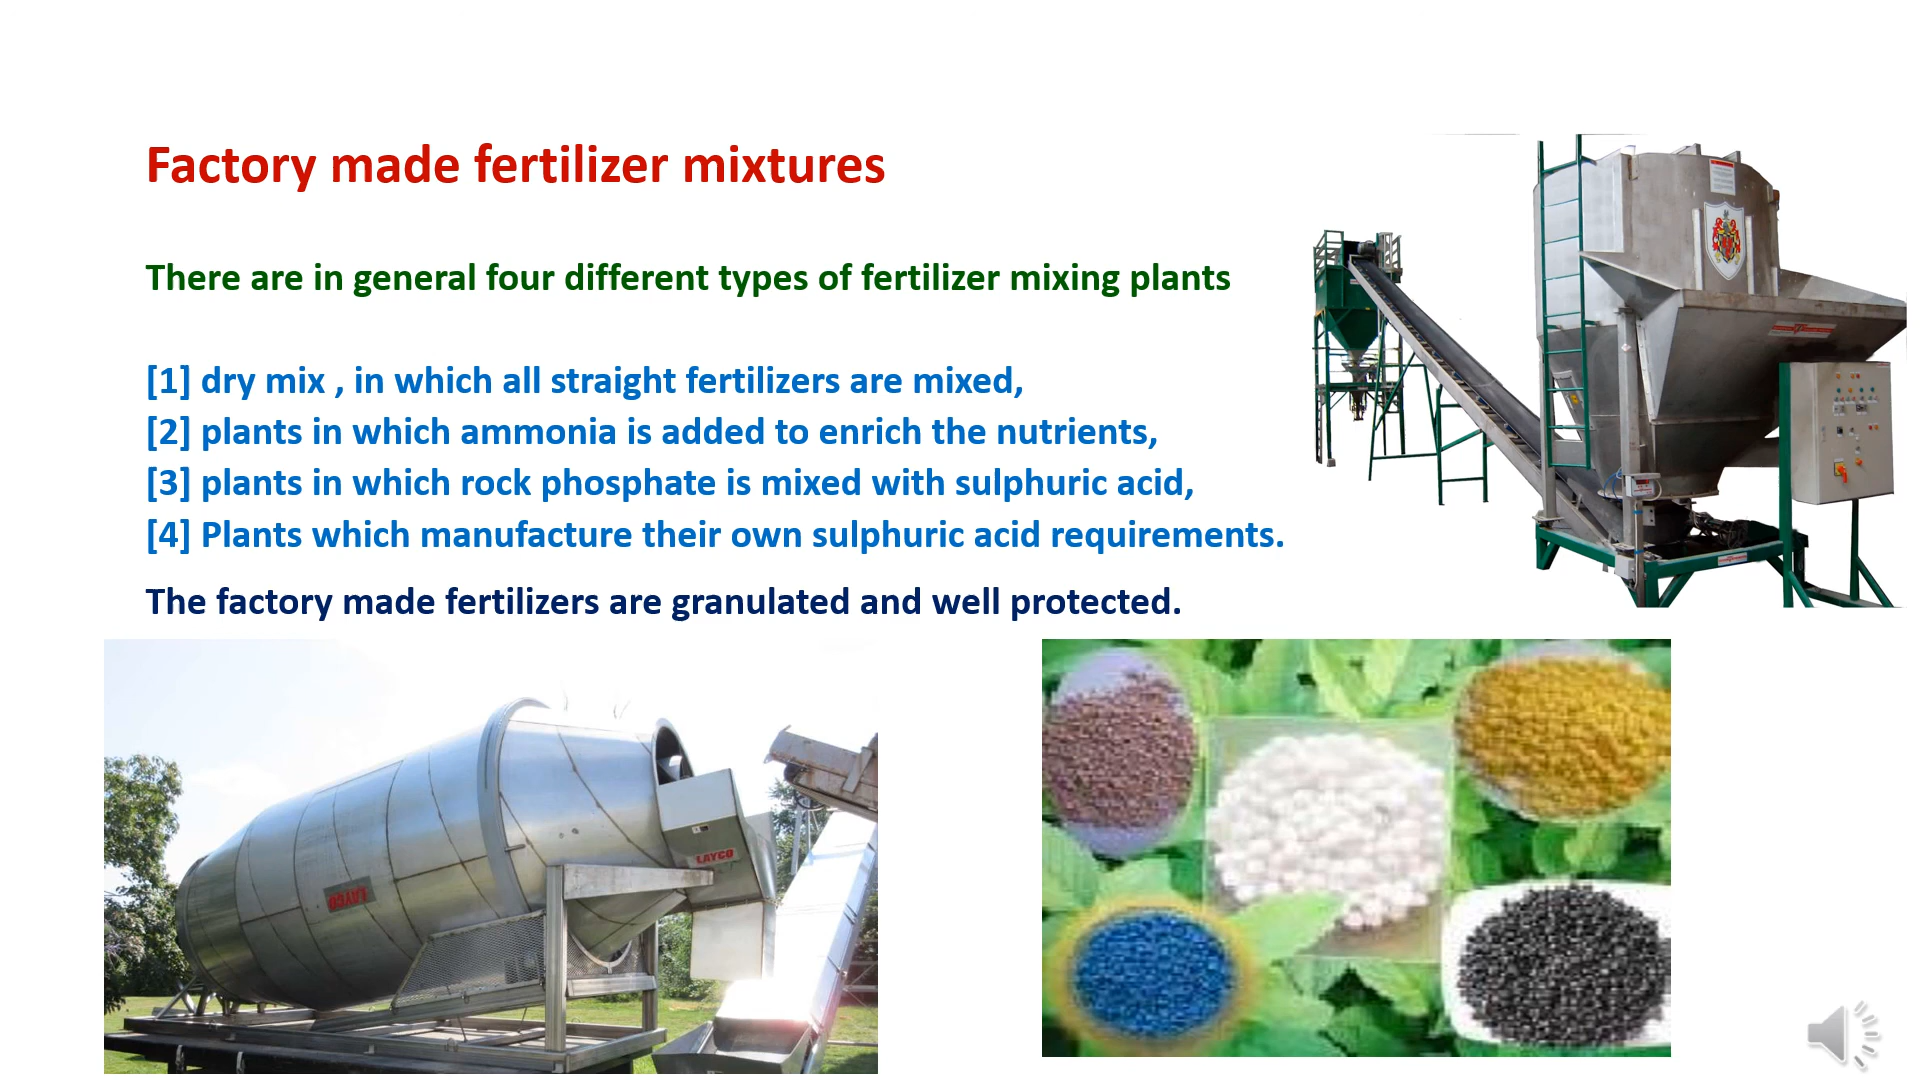 Factory made fertilizer mixtures
There are in general four different types of fertilizer mixing plants
[1] dry mix , in which all straight fertilizers are mixed,
[2] plants in which ammonia is added to enrich the nutrients,
[3] plants in which rock phosphate is mixed with sulphuric acid,
[4] Plants which manufacture their own sulphuric acid requirements.
The factory made fertilizers are granulated and well protected.
LAYCO
LAYCO